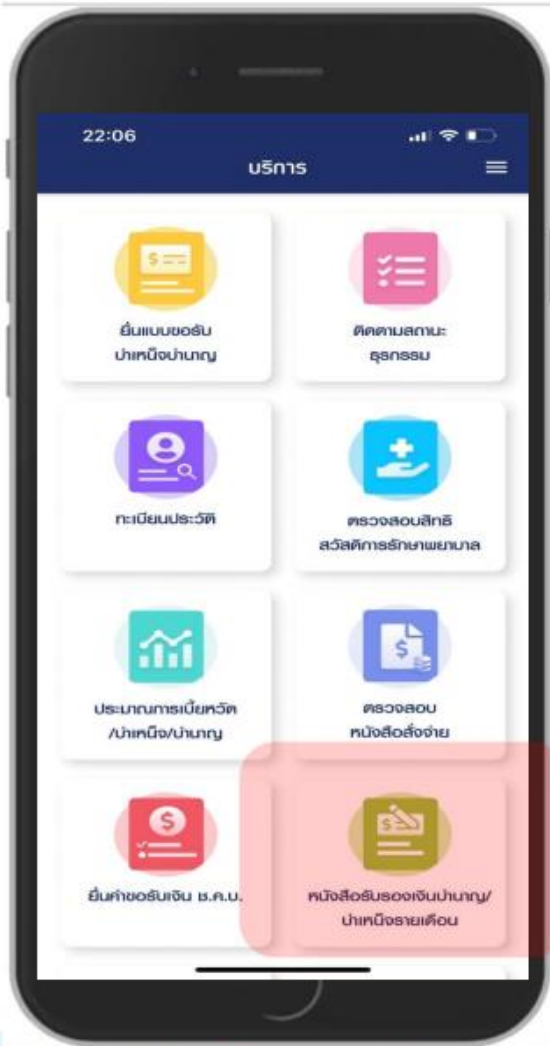 22:06
บริการ
ยื่นแบบขอรับ
บำเหน็จบำนาญ
ติดตามสถานะ
ธุรกรรม
ทะเบียนประวัติ
ตรวจสอบสิทธิ
สวัสดิการรักษาพยาบาล
ประมาณการเบี้ยหวัด
/บำเหน็จ/บำนาญ
ตรวจสอบ
หนังสือสั่งจ่าย
ยื่นคำขอรับเงิน ช.ค.บ.
หนังสือรับรองเงินบำนาญ/
บำเหน็จรายเดือน